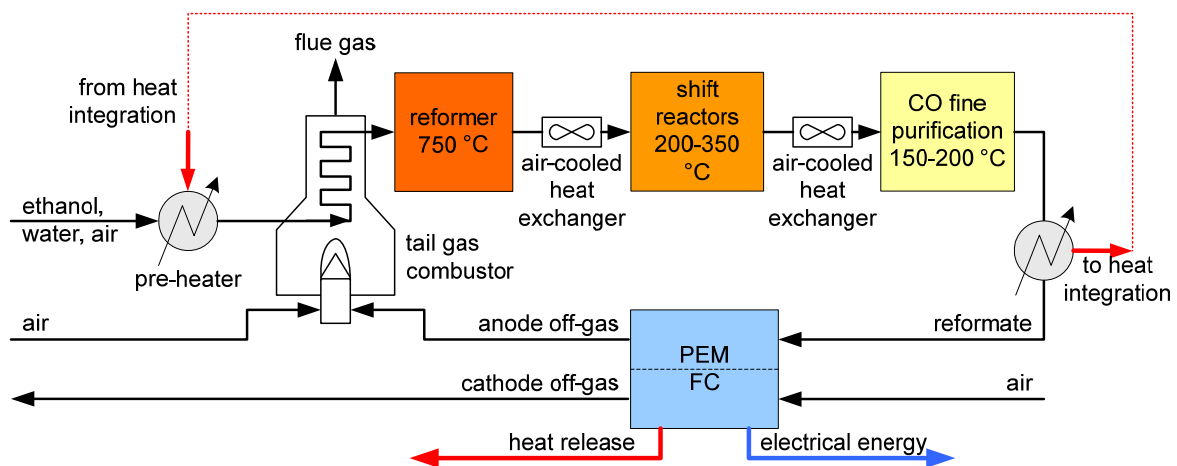 flue gas
from heat
integration
reformer
750 °C
shift
reactors
200-350
°C
CO fine
purification
150-200 °C
air-cooled
heat
exchanger
air-cooled
heat
exchanger
ethanol,
water, air
pre-heater
tail gas
combustor
to heat
integration
air
anode off-gas
PEM
FC
reformate
cathode off-gas
air
heat release
electrical energy